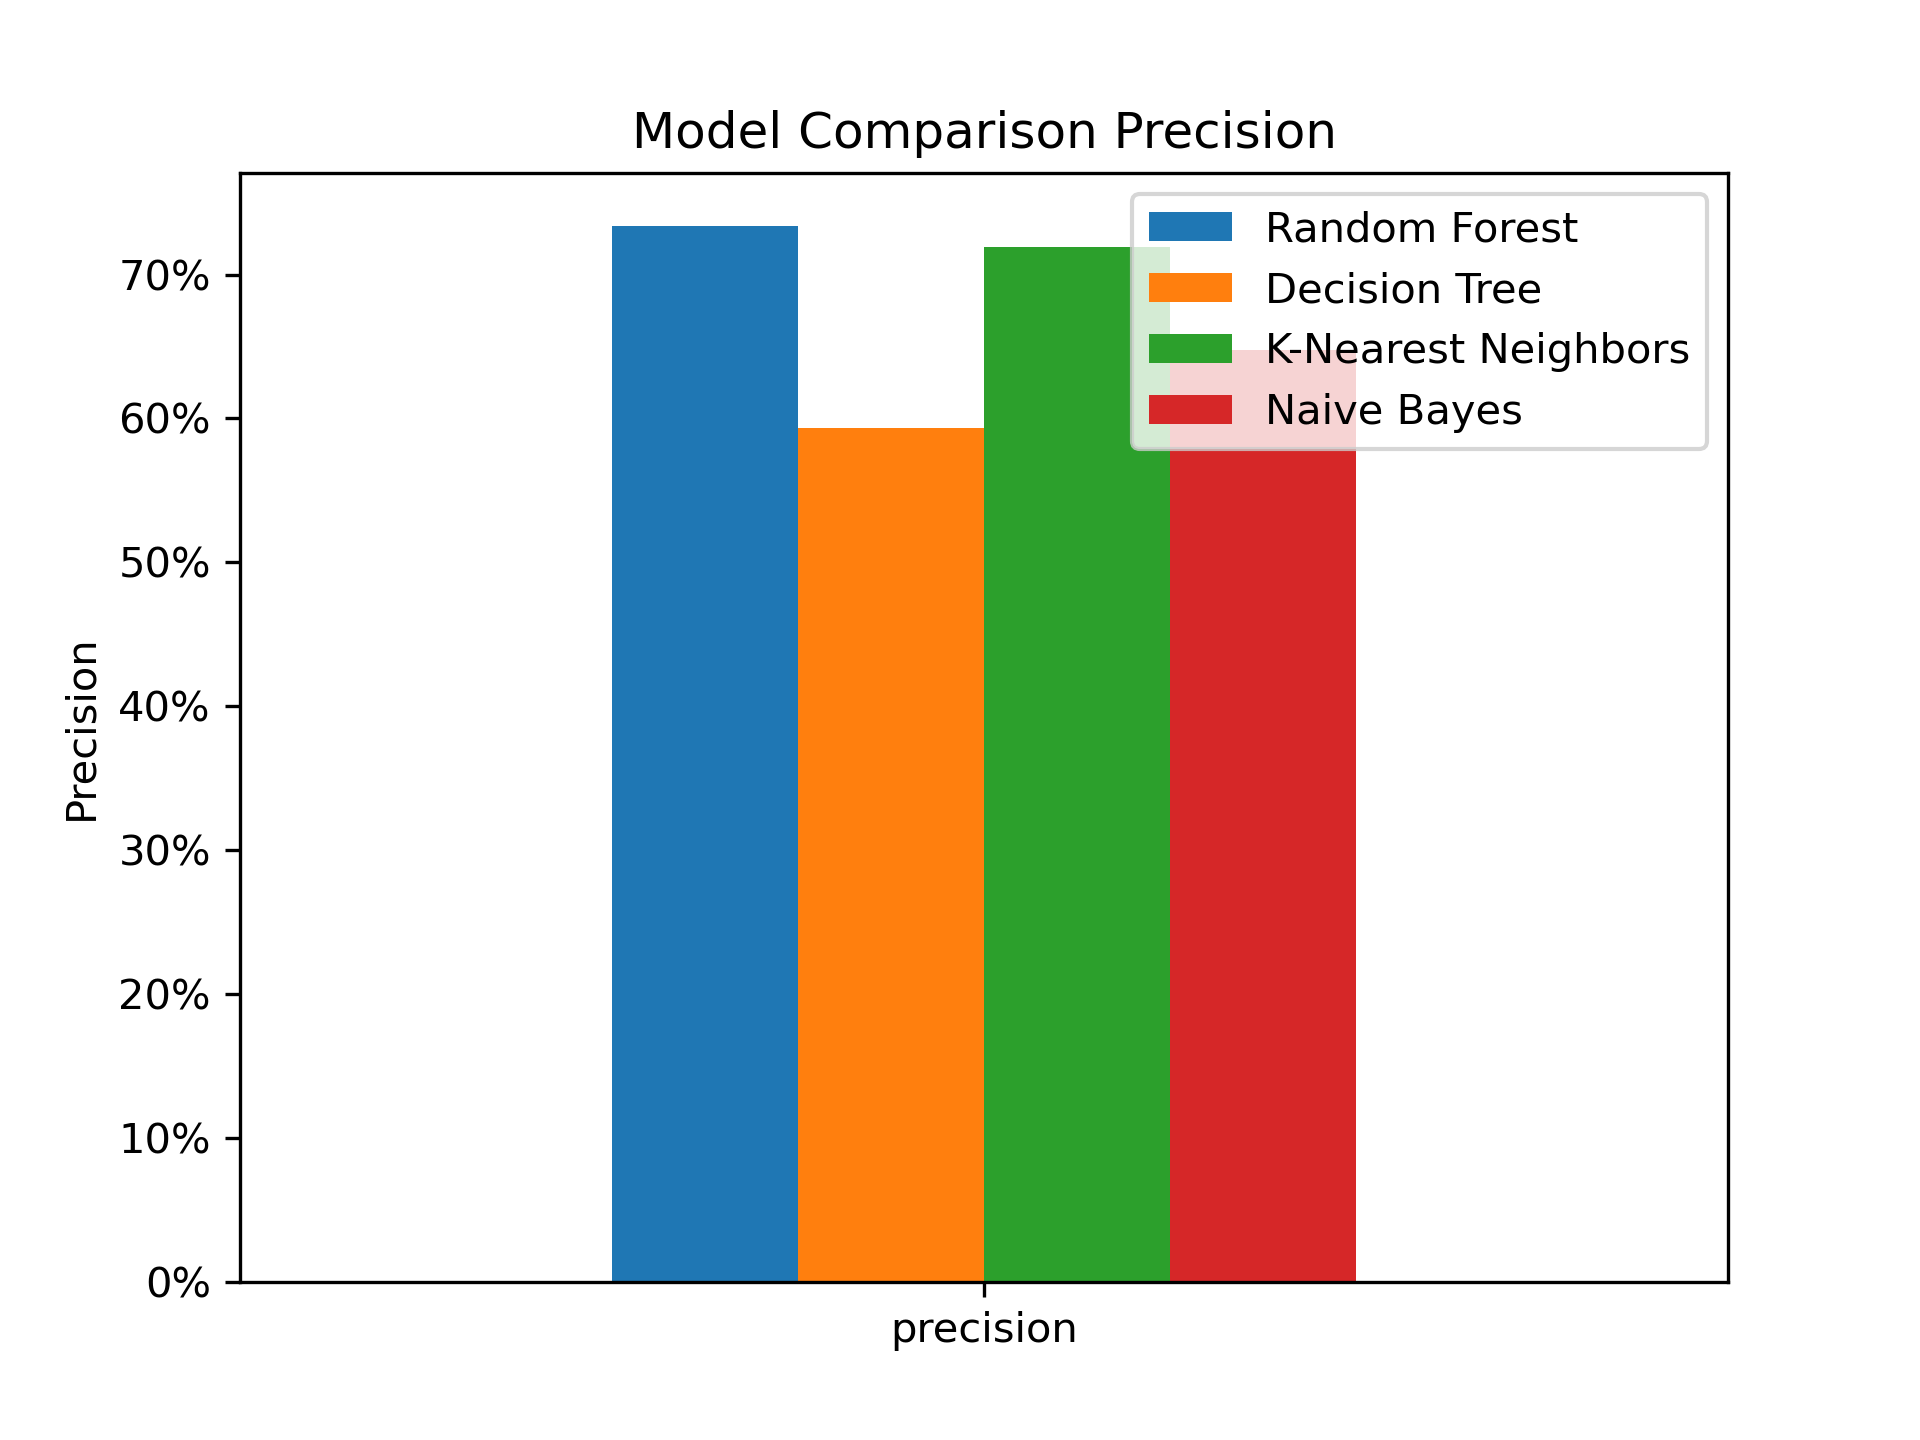 Model Comparison Precision
Random Forest
Decision Tree
K-Nearest Neighbors
Naive Bayes
70%
60%
50%
40%
30%
20%
10%
0%
Precision
precision